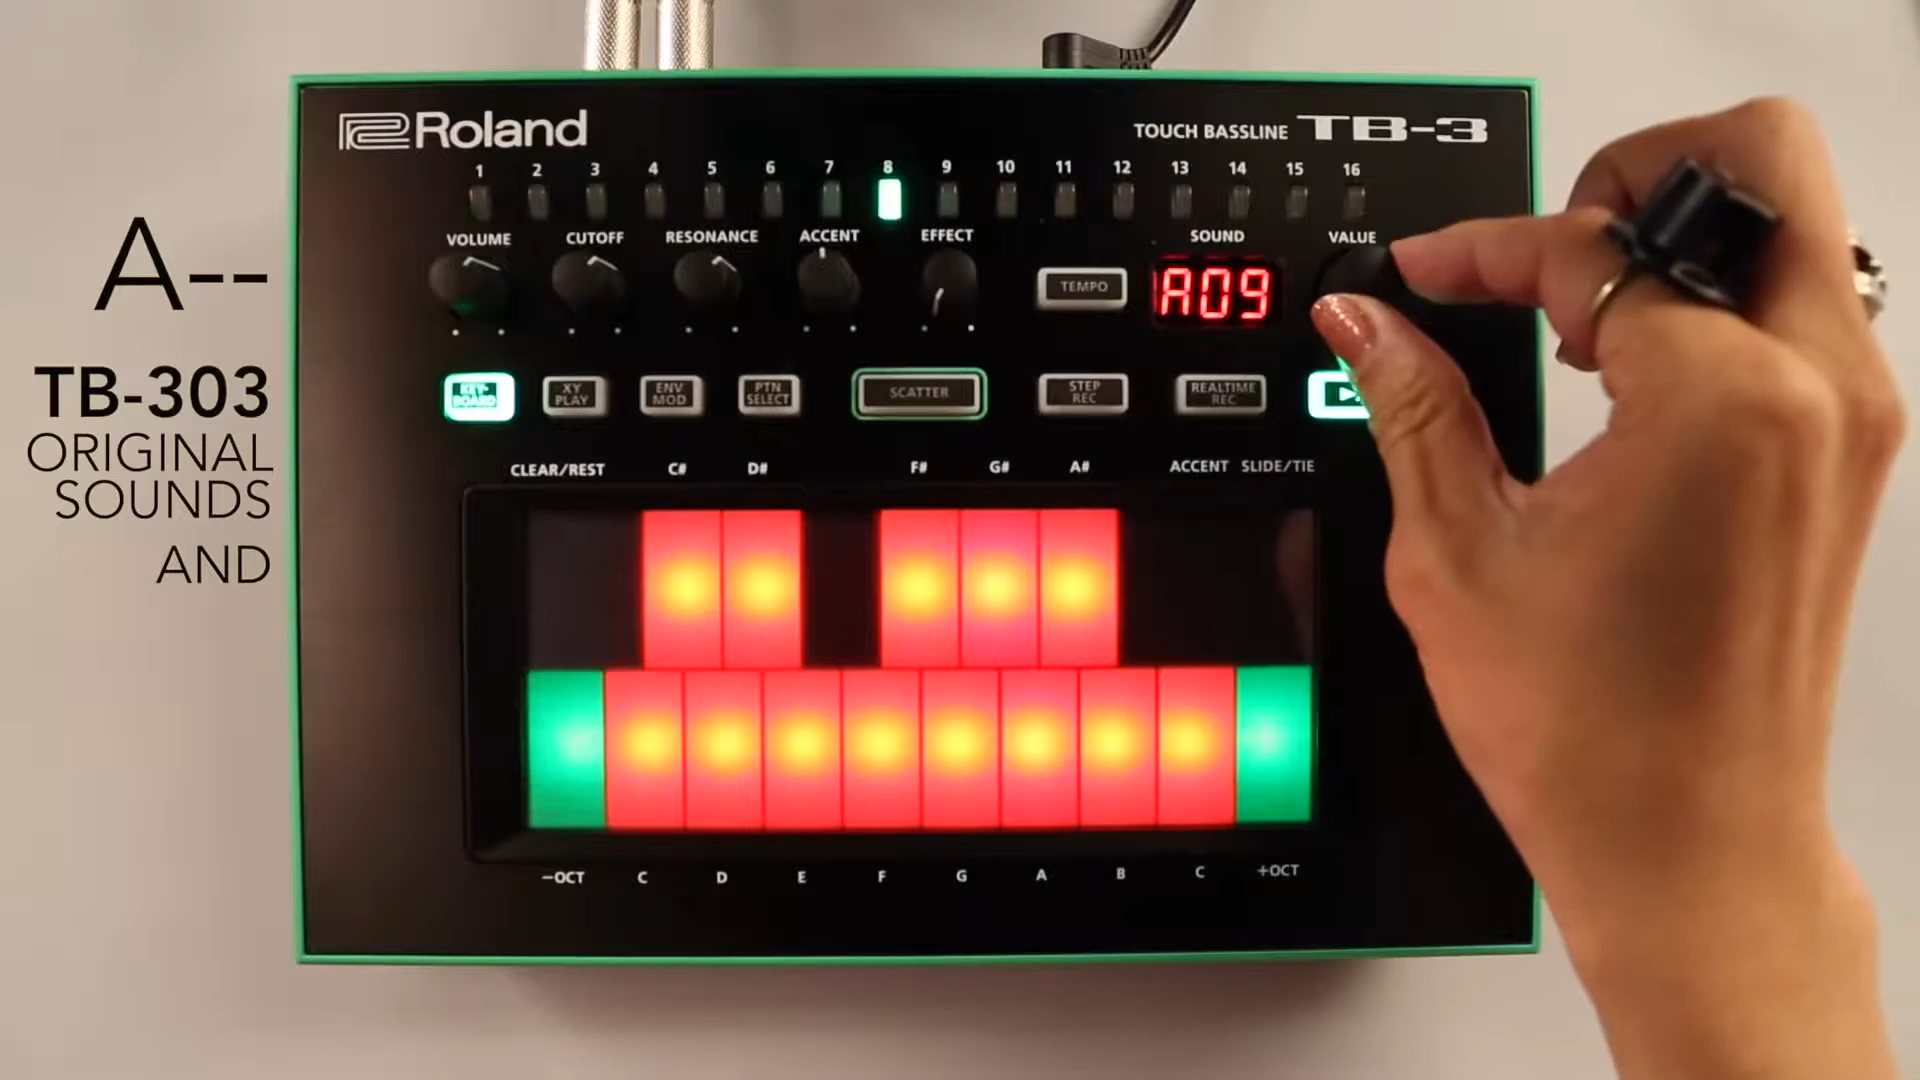 Roland
TOUCH BASSLINE TB-3
1 2 3 4 5 6 7 8 9 10 11 12 13 14 15 16
VOLUME CUTOFF RESONANCE ACCENT EFFECT SOUND VALUE
TEMPO A09
A--
TB-303
ORIGINAL
SOUNDS
AND
KEY-
BOARD
XY
PLAY
ENV
MOD
PTN
SELECT
SCATTER
STEP
REC
REALTIME
REC
CLEAR/REST C# D# F# G# A# ACCENT SLIDE/TIE
−OCT C D E F G A B C +OCT